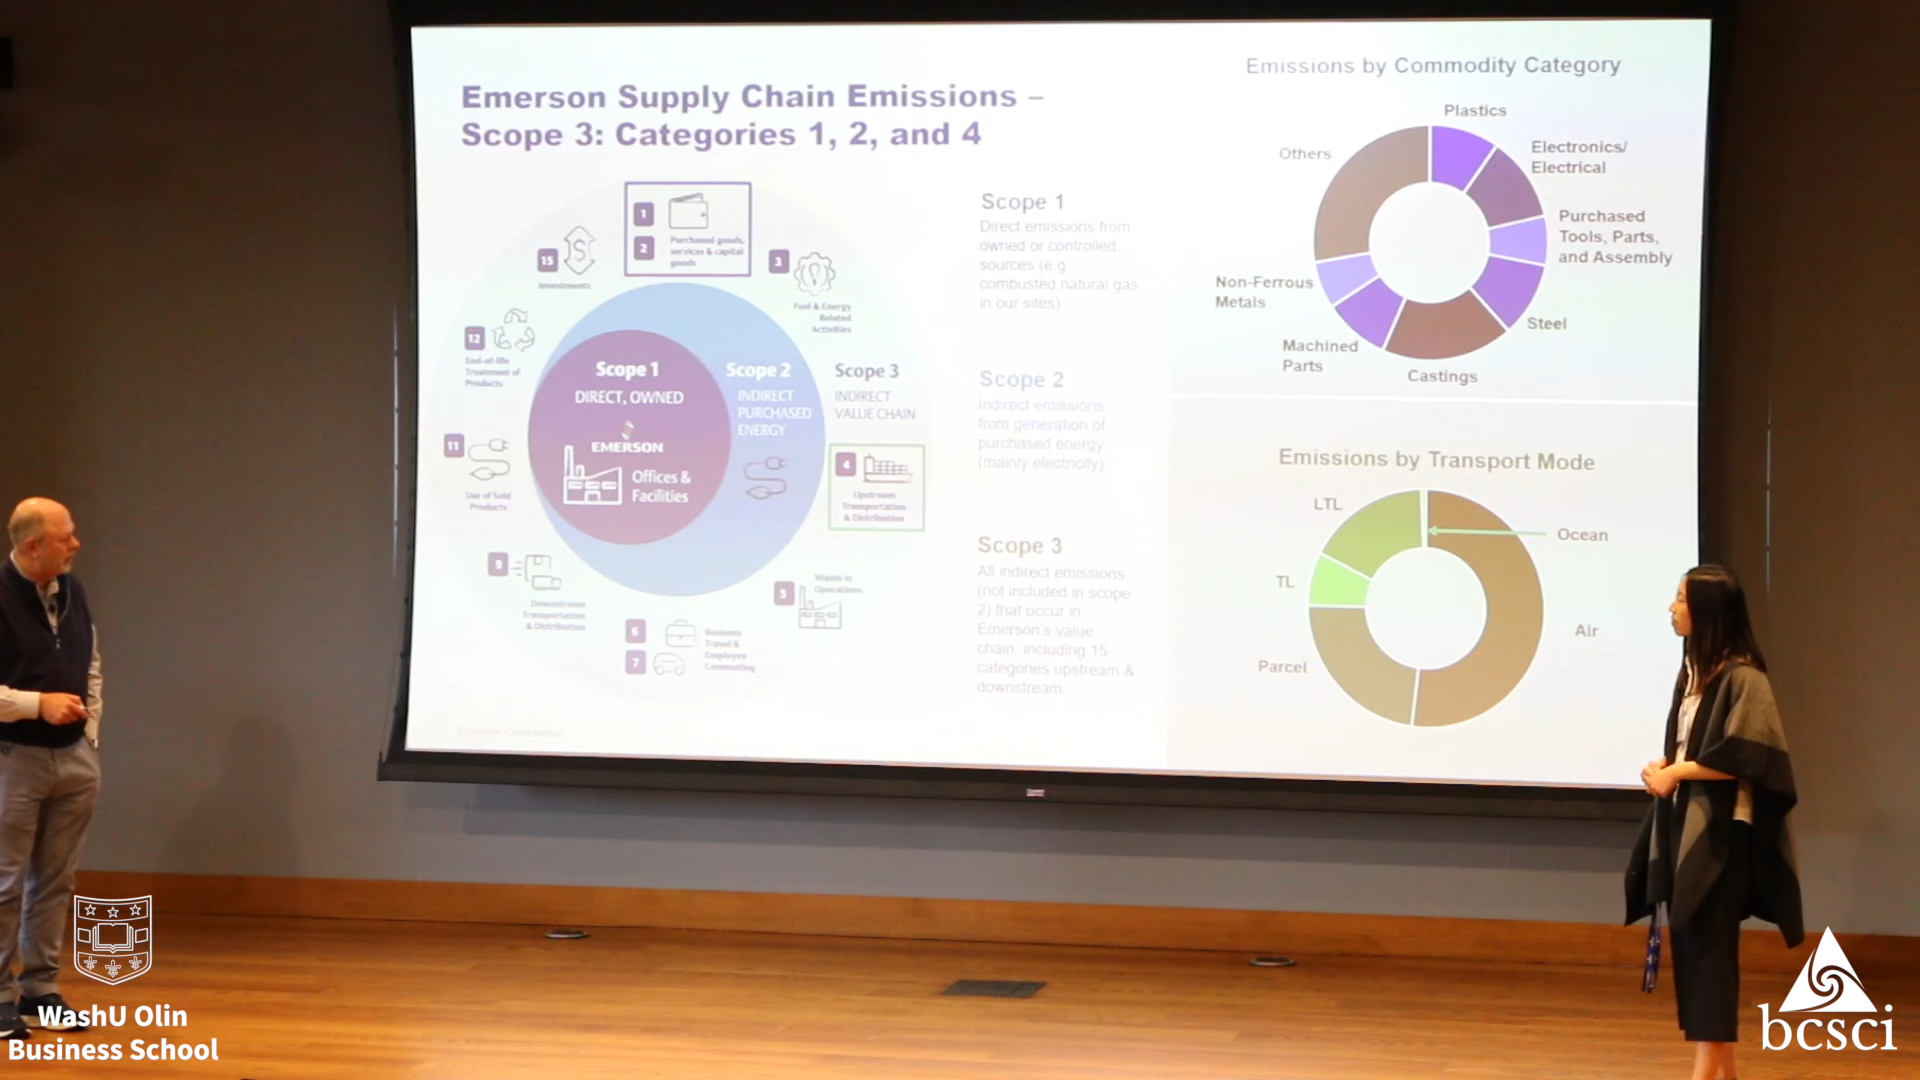 Emerson Supply Chain Emissions –
Scope 3: Categories 1, 2, and 4
1
2
Purchased goods,
services & capital
goods
3
Fuel & Energy
Related
Activities
15
Investments
12
End-of-life
Treatment of
Products
11
Use of Sold
Products
9
Downstream
Transportation
& Distribution
6
7
Business
Travel &
Employee
Commuting
5
Waste in
Operations
4
Upstream
Transportation
& Distribution
Scope 1
DIRECT, OWNED
EMERSON
Offices &
Facilities
Scope 2
INDIRECT
PURCHASED
ENERGY
Scope 3
INDIRECT
VALUE CHAIN
Scope 1
Direct emissions from
owned or controlled
sources (e g
combusted natural gas
in our sites)
Scope 2
Indirect emissions
from generation of
purchased energy
(mainly electricity)
Scope 3
All indirect emissions
(not included in scope
2) that occur in
Emerson's value
chain, including 15
categories upstream &
downstream
Emerson Confidential
Emissions by Commodity Category
Plastics
Electronics/
Electrical
Purchased
Tools, Parts,
and Assembly
Steel
Castings
Machined
Parts
Non-Ferrous
Metals
Others
Emissions by Transport Mode
LTL
Ocean
TL
Air
Parcel
WashU Olin
Business School
bcsci